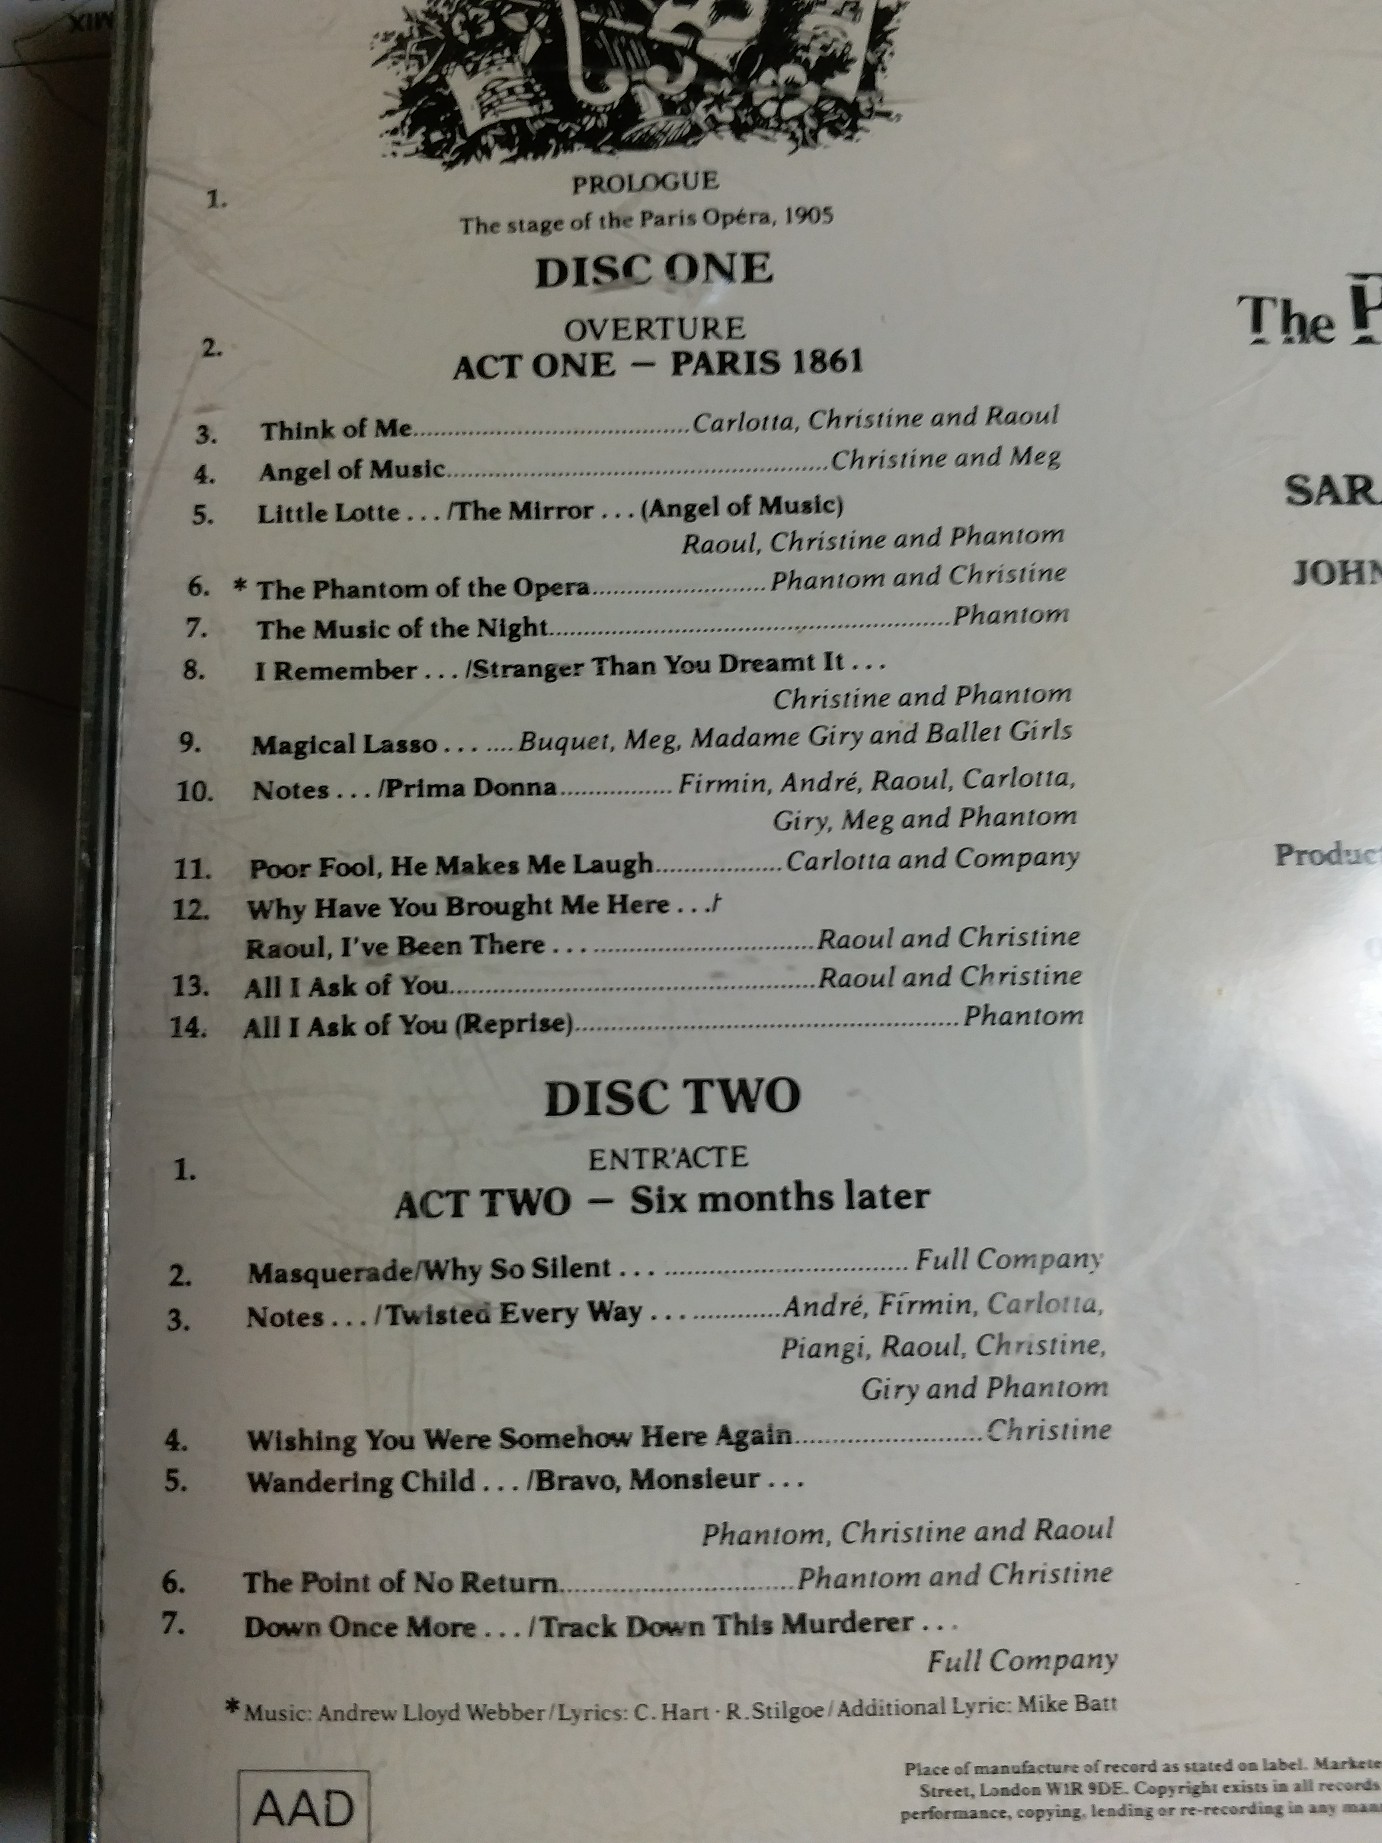 1. PROLOGUE
The stage of the Paris Opéra, 1905
DISC ONE
2. OVERTURE
ACT ONE — PARIS 1861
3. Think of Me......................................Carlotta, Christine and Raoul
4. Angel of Music....................................................Christine and Meg
5. Little Lotte . . . /The Mirror . . . (Angel of Music)
Raoul, Christine and Phantom
6. * The Phantom of the Opera.........................Phantom and Christine
7. The Music of the Night.........................................................Phantom
8. I Remember . . . /Stranger Than You Dreamt It . . .
Christine and Phantom
9. Magical Lasso . . . ....Buquet, Meg, Madame Giry and Ballet Girls
10. Notes . . . /Prima Donna................Firmin, André, Raoul, Carlotta,
Giry, Meg and Phantom
11. Poor Fool, He Makes Me Laugh..................Carlotta and Company
12. Why Have You Brought Me Here . . ./
Raoul, I've Been There . . . ...............................Raoul and Christine
13. All I Ask of You...................................................Raoul and Christine
14. All I Ask of You (Reprise).....................................................Phantom
DISC TWO
1. ENTR'ACTE
ACT TWO — Six months later
2. Masquerade/Why So Silent . . . ................................. Full Company
3. Notes . . . /Twisted Every Way . . . ............André, Firmin, Carlotta,
Piangi, Raoul, Christine,
Giry and Phantom
4. Wishing You Were Somehow Here Again.........................Christine
5. Wandering Child . . . /Bravo, Monsieur . . .
Phantom, Christine and Raoul
6. The Point of No Return................................Phantom and Christine
7. Down Once More . . . /Track Down This Murderer . . .
Full Company
*Music: Andrew Lloyd Webber/Lyrics: C. Hart · R.Stilgoe/Additional Lyric: Mike Batt
AAD
Place of manufacture of record as stated on label.
Street, London W1R 9DE. Copyright exists in all records
performance, copying, lending or re-recording in any
The